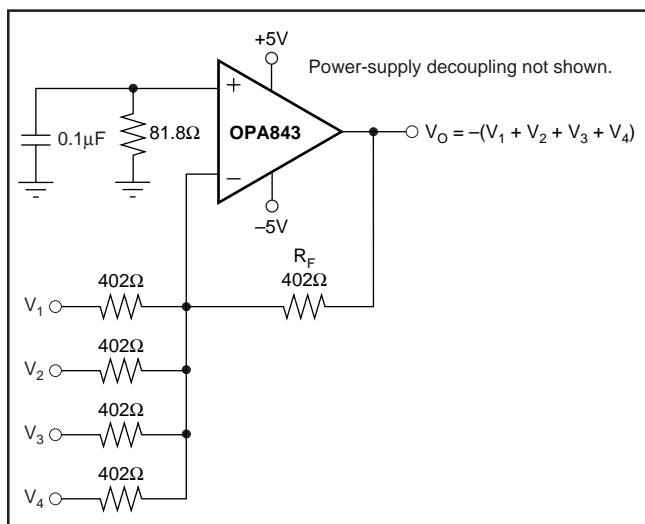 +5V
Power-supply decoupling not shown.
+
0.1µF
81.8Ω
OPA843
V_O = –(V_1 + V_2 + V_3 + V_4)
–
–5V
R_F
402Ω
402Ω
V_1
402Ω
V_2
402Ω
V_3
402Ω
V_4